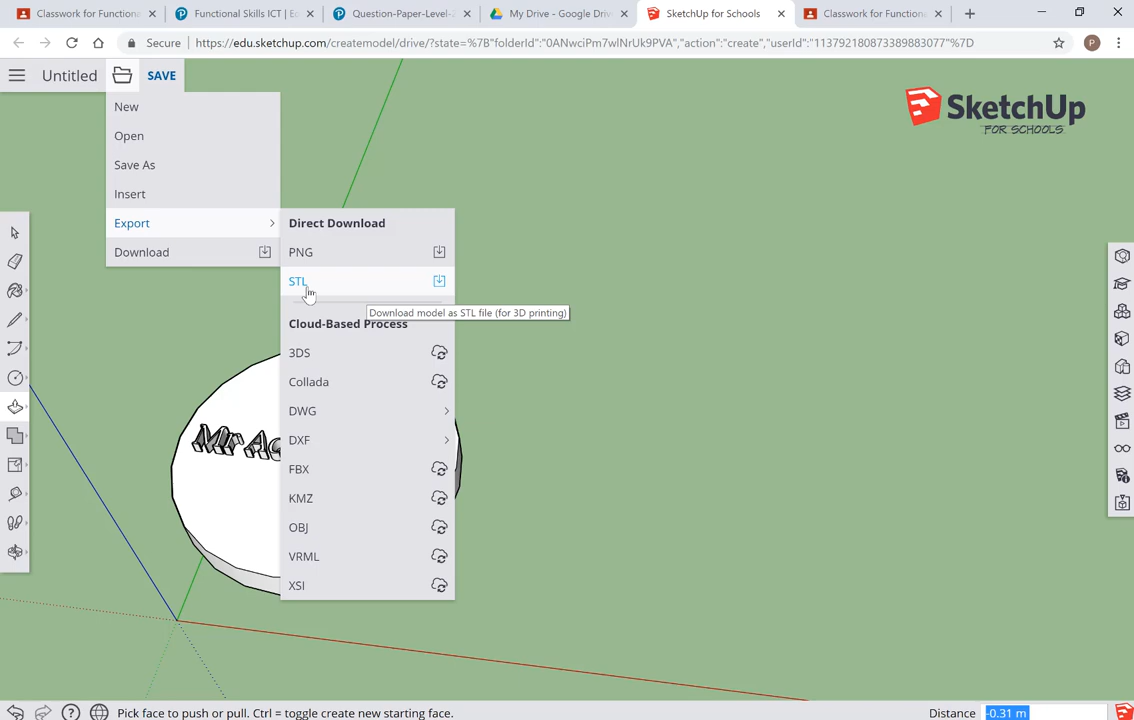 Classwork for Functiona
Functional Skills ICT | Ed
Question-Paper-Level-2
My Drive - Google Drive
SketchUp for Schools
Classwork for Functiona
Secure
https://edu.sketchup.com/createmodel/drive/?state=%7B"folderId":"0ANwciPm7wlNrUk9PVA","action":"create","userId":"113792180873389883077"%7D
P
Untitled
SAVE
SketchUp
FOR SCHOOLS
New
Open
Save As
Insert
Export
Download
Direct Download
PNG
STL
Download model as STL file (for 3D printing)
Cloud-Based Process
3DS
Collada
DWG
DXF
FBX
KMZ
OBJ
VRML
XSI
Pick face to push or pull. Ctrl = toggle create new starting face.
Distance
-0.31 m